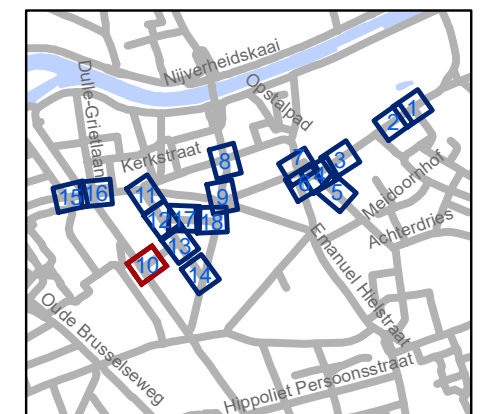 Nijverheidskaai
Dulle-Grietlaan
Opstalpad
Kerkstraat
1
2
3
4
5
6
7
8
9
Meidoornhof
Achterdries
15
16
11
12
17
18
13
10
14
Emanuel Hielstraat
Oude Brusselseweg
Hippoliet Persoonsstraat